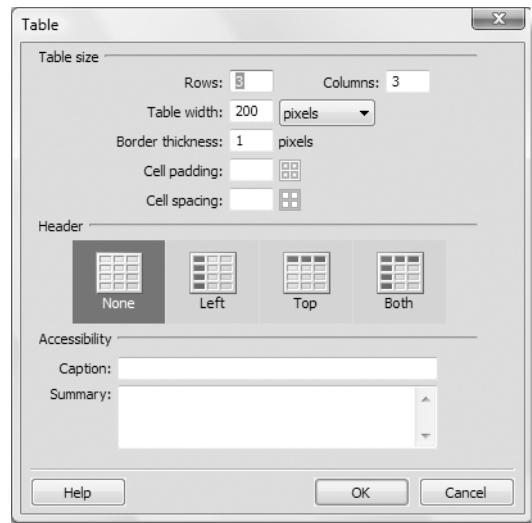 Table
Table size
Rows: 3 Columns: 3
Table width: 200 pixels
Border thickness: 1 pixels
Cell padding:
Cell spacing:
Header
None Left Top Both
Accessibility
Caption:
Summary:
Help OK Cancel